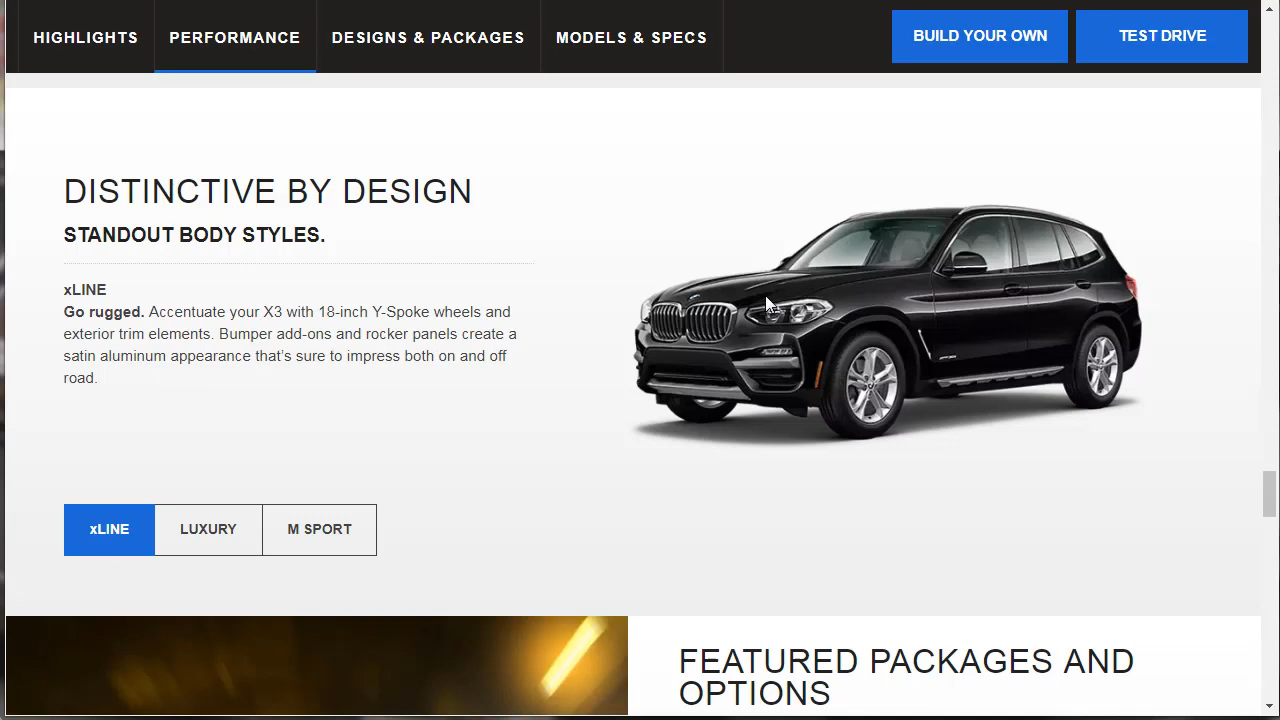 HIGHLIGHTS
PERFORMANCE
DESIGNS & PACKAGES
MODELS & SPECS
BUILD YOUR OWN
TEST DRIVE
DISTINCTIVE BY DESIGN
STANDOUT BODY STYLES.
xLINE
Go rugged. Accentuate your X3 with 18-inch Y-Spoke wheels and
exterior trim elements. Bumper add-ons and rocker panels create a
satin aluminum appearance that's sure to impress both on and off
road.
xLINE
LUXURY
M SPORT
FEATURED PACKAGES AND
OPTIONS